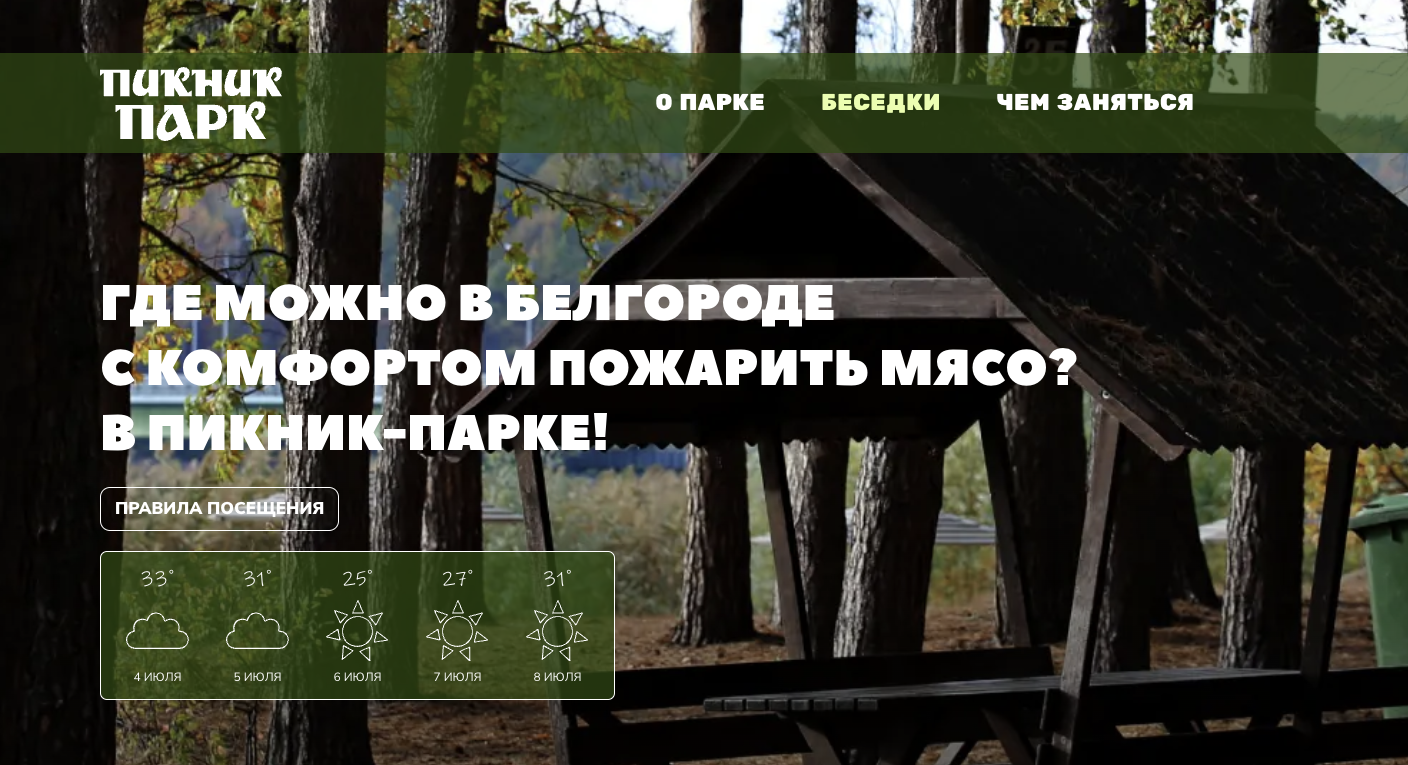 35
ПИКНИК
ПАРК
О ПАРКЕ
БЕСЕДКИ
ЧЕМ ЗАНЯТЬСЯ
ГДЕ МОЖНО В БЕЛГОРОДЕ
С КОМФОРТОМ ПОЖАРИТЬ МЯСО?
В ПИКНИК-ПАРКЕ!
ПРАВИЛА ПОСЕЩЕНИЯ
33° 31° 25° 27° 31°
4 ИЮЛЯ 5 ИЮЛЯ 6 ИЮЛЯ 7 ИЮЛЯ 8 ИЮЛЯ